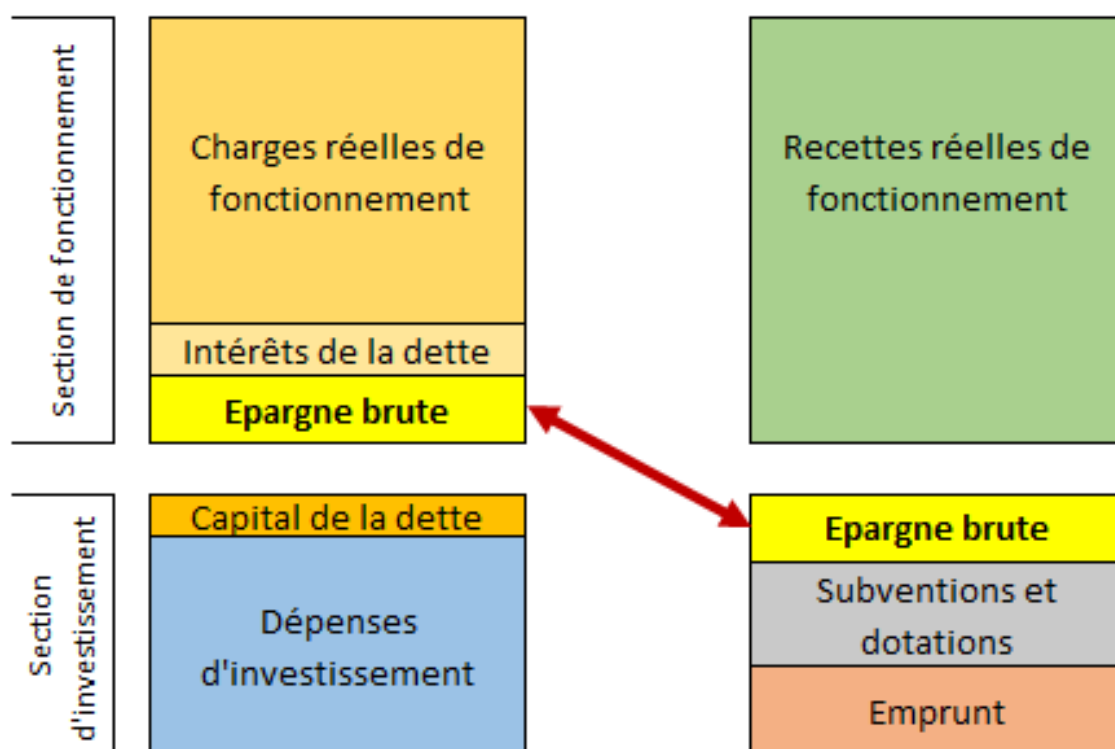 Section de fonctionnement
Charges réelles de
fonctionnement
Intérêts de la dette
Epargne brute
Recettes réelles de
fonctionnement
Section
d'investissement
Capital de la dette
Dépenses
d'investissement
Epargne brute
Subventions et
dotations
Emprunt